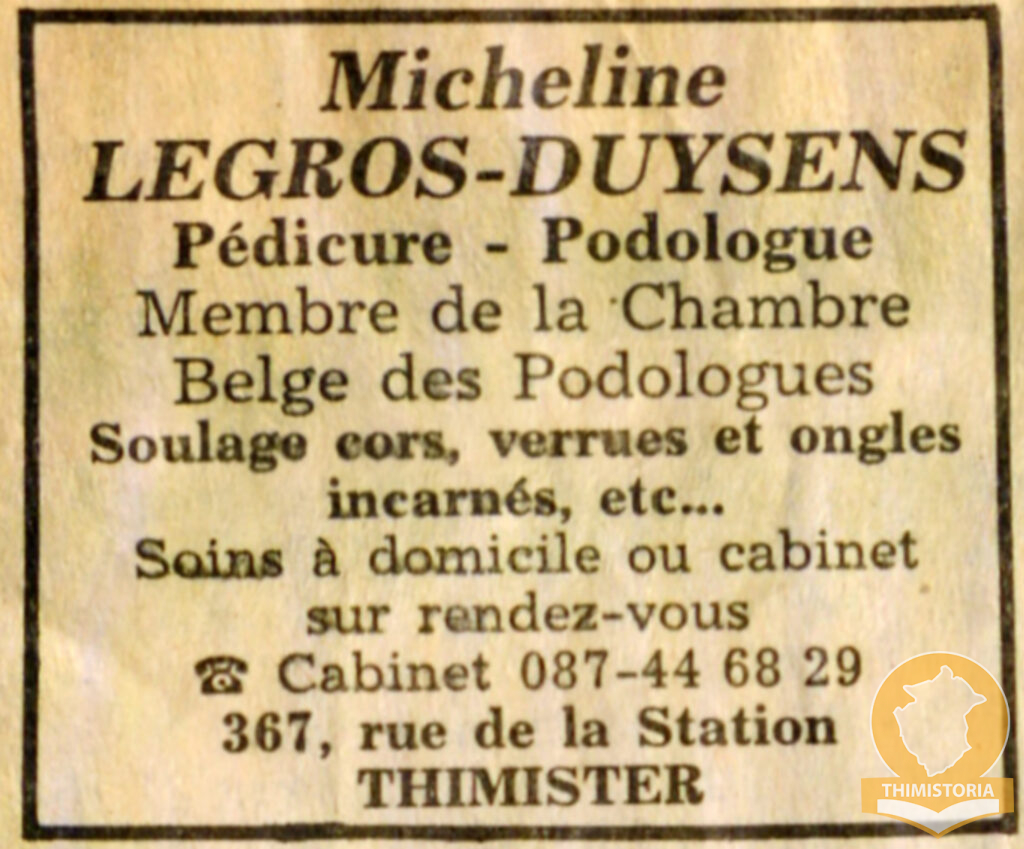 Micheline
LEGROS-DUYSENS
Pédicure - Podologue
Membre de la Chambre
Belge des Podologues
Soulage cors, verrues et ongles
incarnés, etc...
Soins à domicile ou cabinet
sur rendez-vous
☎ Cabinet 087-44 68 29
367, rue de la Station
THIMISTER
THIMISTORIA